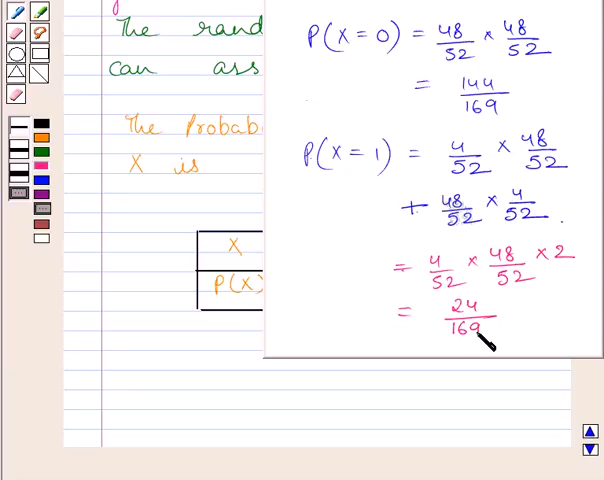 The rand
can ass
The Probab
X is
X
P(X)
P(X = 0) = 48/52 × 48/52
= 144/169
P(X = 1) = 4/52 × 48/52
+ 48/52 × 4/52 .
= 4/52 × 48/52 × 2
= 24/169